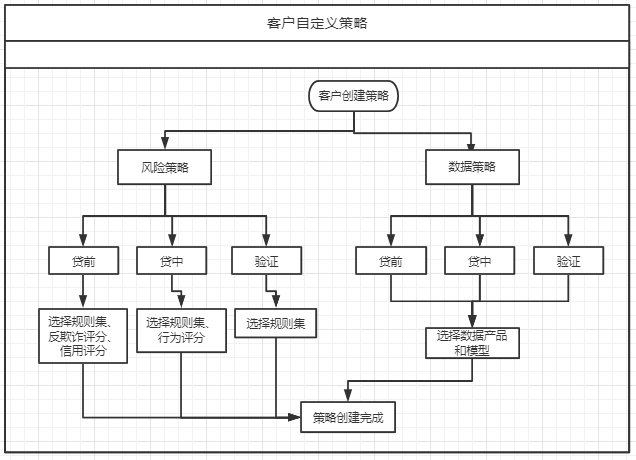 客户自定义策略
客户创建策略
风险策略
数据策略
贷前
贷中
验证
贷前
贷中
验证
选择规则集、
反欺诈评分、
信用评分
选择规则集、
行为评分
选择规则集
选择数据产品
和模型
策略创建完成